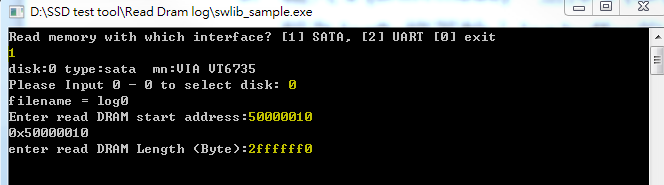 D:\SSD test tool\Read Dram log\swlib_sample.exe
Read memory with which interface? [1] SATA, [2] UART [0] exit
1
disk:0 type:sata  mn:VIA VT6735
Please Input 0 - 0 to select disk: 0
filename = log0
Enter read DRAM start address:50000010
0x50000010
enter read DRAM Length (Byte):2ffffff0